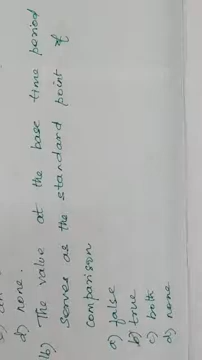 d) none.
16) The value at the base time period
serves as the standard point of
comparison
a) false
b) true
c) both
d) none